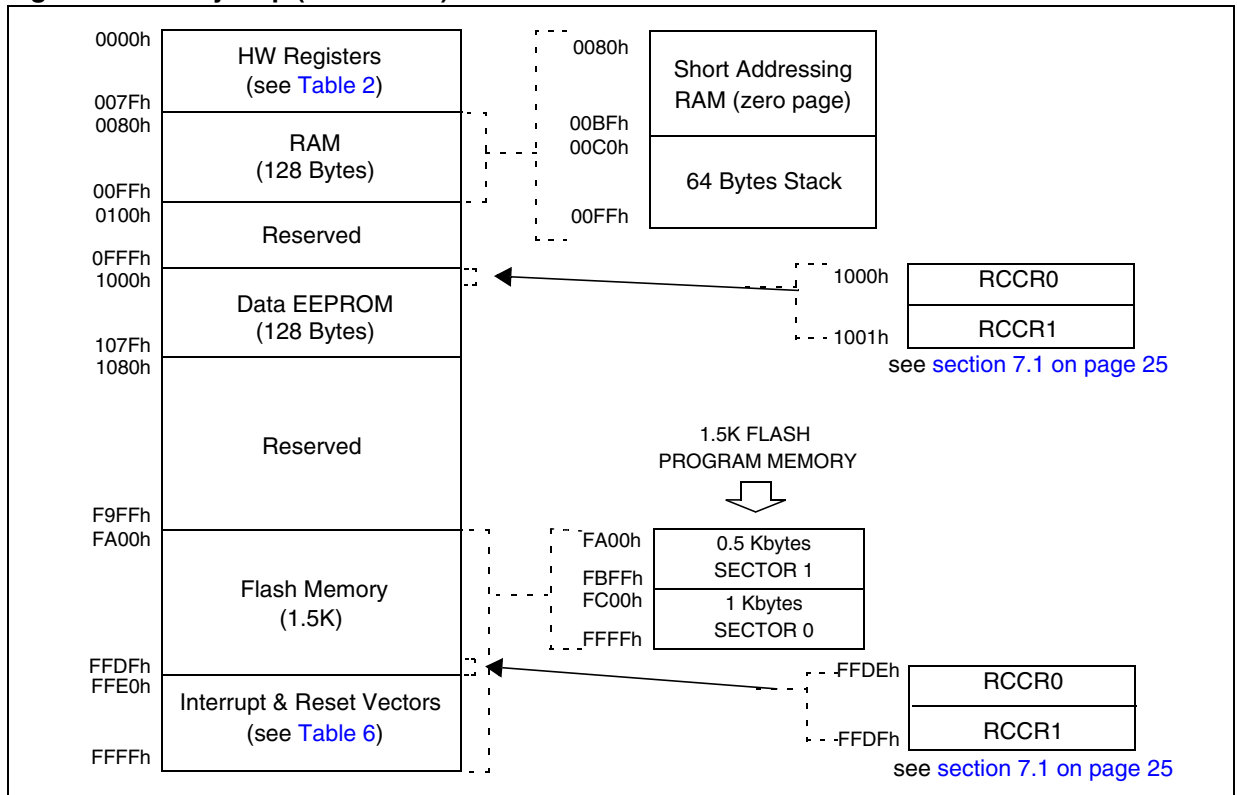 0000h
HW Registers
(see Table 2)
007Fh
0080h
RAM
(128 Bytes)
00FFh
0100h
Reserved
0FFFh
1000h
Data EEPROM
(128 Bytes)
107Fh
1080h
Reserved
F9FFh
FA00h
Flash Memory
(1.5K)
FFDFh
FFE0h
Interrupt & Reset Vectors
(see Table 6)
FFFFh
0080h
Short Addressing
RAM (zero page)
00BFh
00C0h
64 Bytes Stack
00FFh
1000h
RCCR0
RCCR1
1001h
see section 7.1 on page 25
1.5K FLASH
PROGRAM MEMORY
FA00h
0.5 Kbytes
SECTOR 1
FBFFh
FC00h
1 Kbytes
SECTOR 0
FFFFh
FFDEh
RCCR0
RCCR1
FFDFh
see section 7.1 on page 25